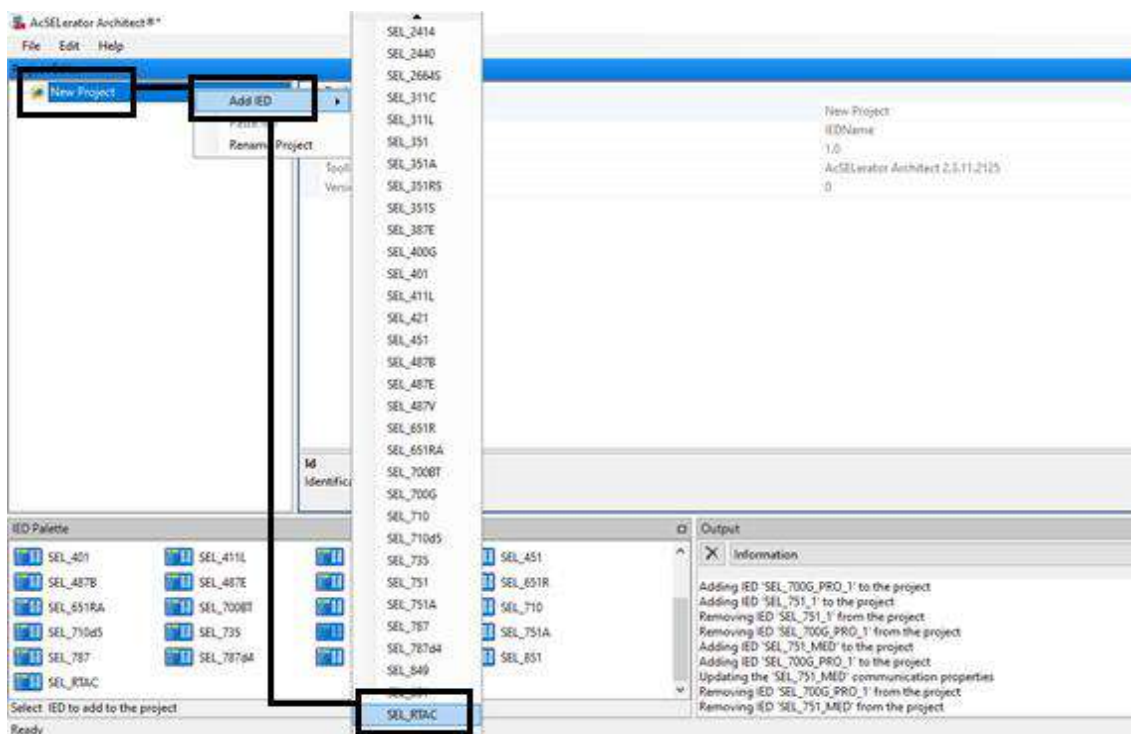 AcSELerator Architect®*
File Edit Help
New Project
Add IED
Rename Project
New Project
IEDName
1.0
AcSELerator Architect 2.3.11.2125
0
SEL_2414
SEL_2440
SEL_2664S
SEL_311C
SEL_311L
SEL_351
SEL_351A
SEL_351RS
SEL_351S
SEL_387E
SEL_400G
SEL_401
SEL_411L
SEL_421
SEL_451
SEL_487B
SEL_487E
SEL_487V
SEL_651R
SEL_651RA
SEL_700BT
SEL_700G
SEL_710
SEL_710d5
SEL_735
SEL_751
SEL_751A
SEL_787
SEL_787d4
SEL_849
SEL_RTAC
Id
IED Palette
SEL_401 SEL_411L SEL_451
SEL_487B SEL_487E SEL_651R
SEL_651RA SEL_700BT SEL_710
SEL_710d5 SEL_735 SEL_751A
SEL_787 SEL_787d4 SEL_851
SEL_RTAC
Select IED to add to the project
Ready
Output
Information
Adding IED 'SEL_700G_PRO_1' to the project
Adding IED 'SEL_751_1' to the project
Removing IED 'SEL_751_1' from the project
Removing IED 'SEL_700G_PRO_1' from the project
Adding IED 'SEL_751_MED' to the project
Adding IED 'SEL_700G_PRO_1' to the project
Updating the 'SEL_751_MED' communication properties
Removing IED 'SEL_700G_PRO_1' from the project
Removing IED 'SEL_751_MED' from the project